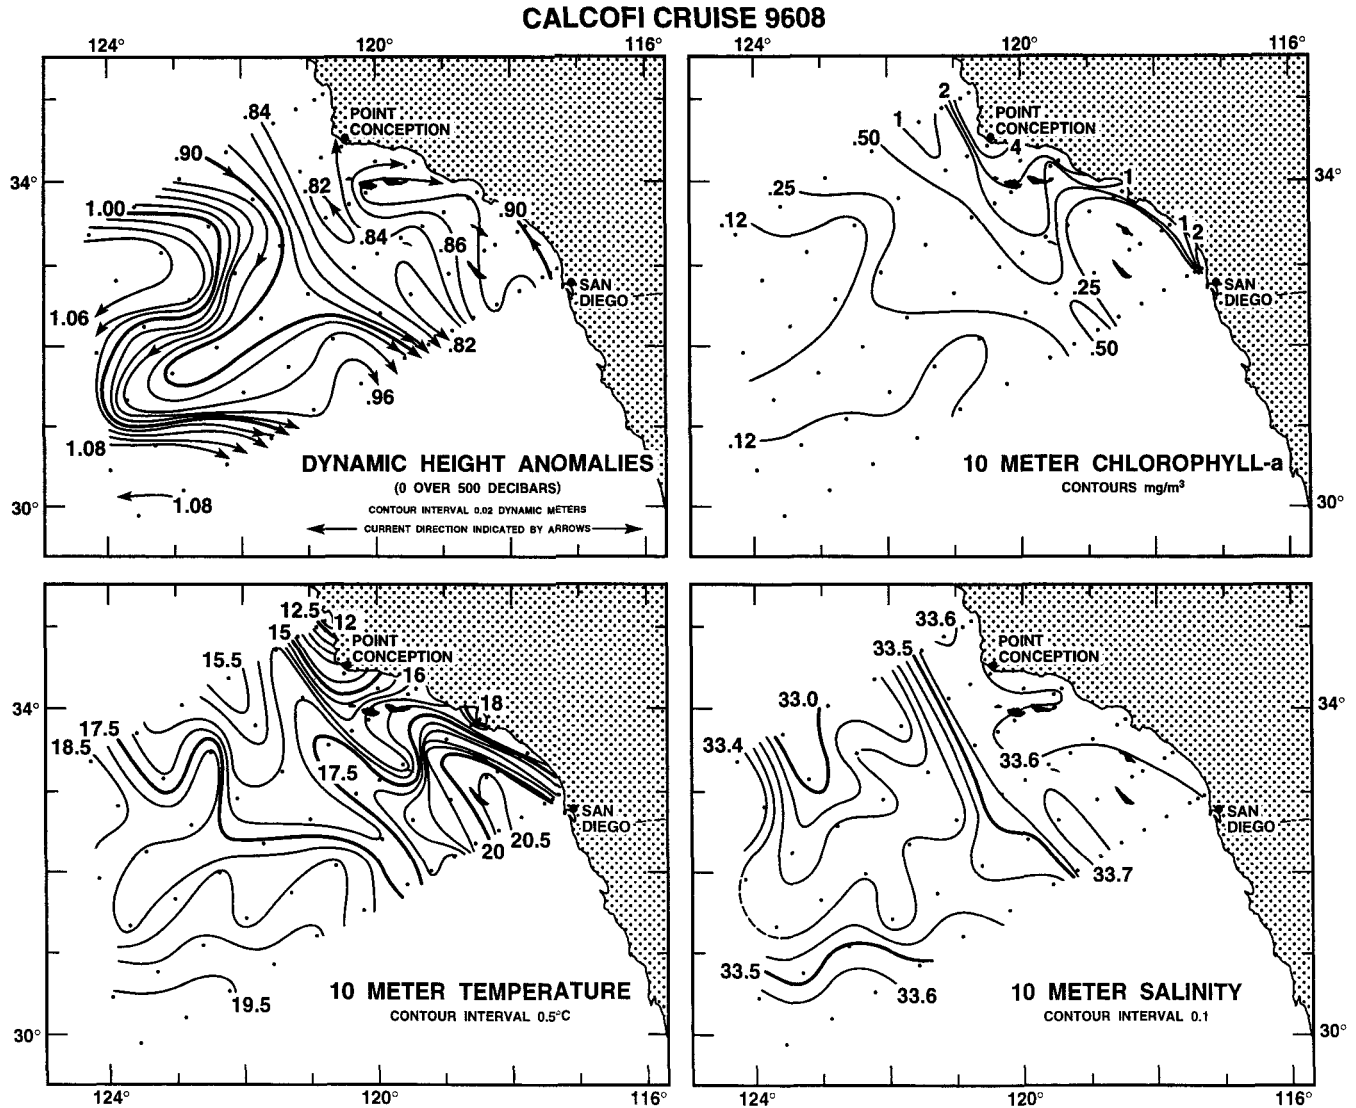 CALCOFI CRUISE 9608
124° 120° 116° 124° 120° 116°
.84
POINT
CONCEPTION
.90
34°
.82
1.00
.90
.84
.86
SAN
DIEGO
1.06
.82
.96
1.08
DYNAMIC HEIGHT ANOMALIES
(0 OVER 500 DECIBARS)
CONTOUR INTERVAL 0.02 DYNAMIC METERS
1.08
30°
CURRENT DIRECTION INDICATED BY ARROWS
2
1
POINT
CONCEPTION
.50
4
34°
1
.25
.12
1
2
SAN
DIEGO
.25
.50
.12
10 METER CHLOROPHYLL-a
CONTOURS mg/m³
30°
12.5
12
15
POINT
CONCEPTION
15.5
16
18
34°
17.5
18.5
17.5
SAN
DIEGO
20.5
20
10 METER TEMPERATURE
CONTOUR INTERVAL 0.5°C
19.5
30°
33.6
33.5
POINT
CONCEPTION
33.0
34°
33.4
33.6
SAN
DIEGO
33.7
33.5
33.6
10 METER SALINITY
CONTOUR INTERVAL 0.1
30°
124° 120° 116° 124° 120° 116°